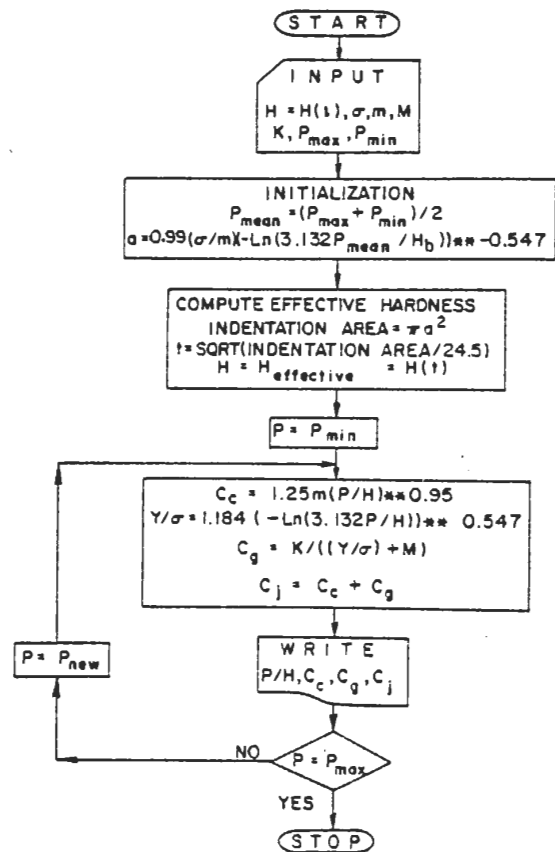 START
INPUT
H = H(t), σ, m, M
K, Pmax, Pmin
INITIALIZATION
Pmean = (Pmax + Pmin)/2
a = 0.99(σ/m)(-Ln(3.132Pmean/Hb))** -0.547
COMPUTE EFFECTIVE HARDNESS
INDENTATION AREA = πa²
t = SQRT(INDENTATION AREA/24.5)
H = Heffective = H(t)
P = Pmin
Cc = 1.25m(P/H)**0.95
Y/σ = 1.184 (-Ln(3.132P/H))** 0.547
Cg = K/((Y/σ) + M)
Cj = Cc + Cg
WRITE
P/H, Cc, Cg, Cj
P = Pnew
NO
P = Pmax
YES
STOP